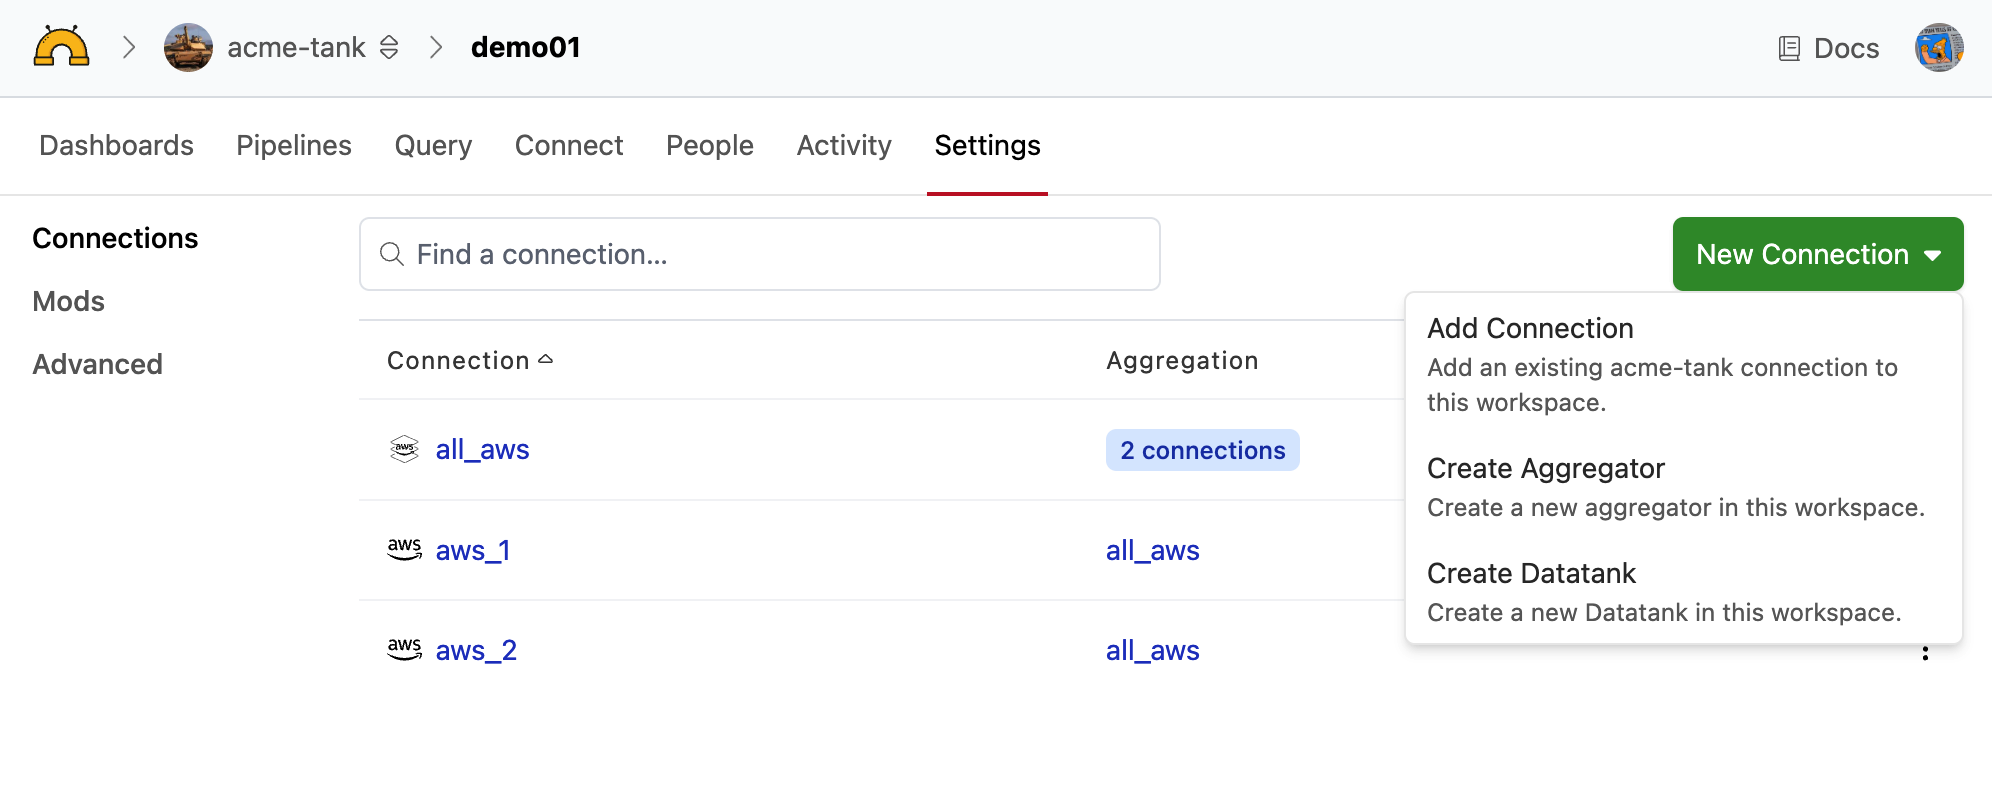 acme-tank
demo01
Docs
Dashboards
Pipelines
Query
Connect
People
Activity
Settings
Connections
Mods
Advanced
Find a connection...
New Connection
Add Connection
Add an existing acme-tank connection to
this workspace.
Create Aggregator
Create a new aggregator in this workspace.
Create Datatank
Create a new Datatank in this workspace.
Connection
Aggregation
aws
all_aws
2 connections
aws
aws_1
all_aws
aws
aws_2
all_aws